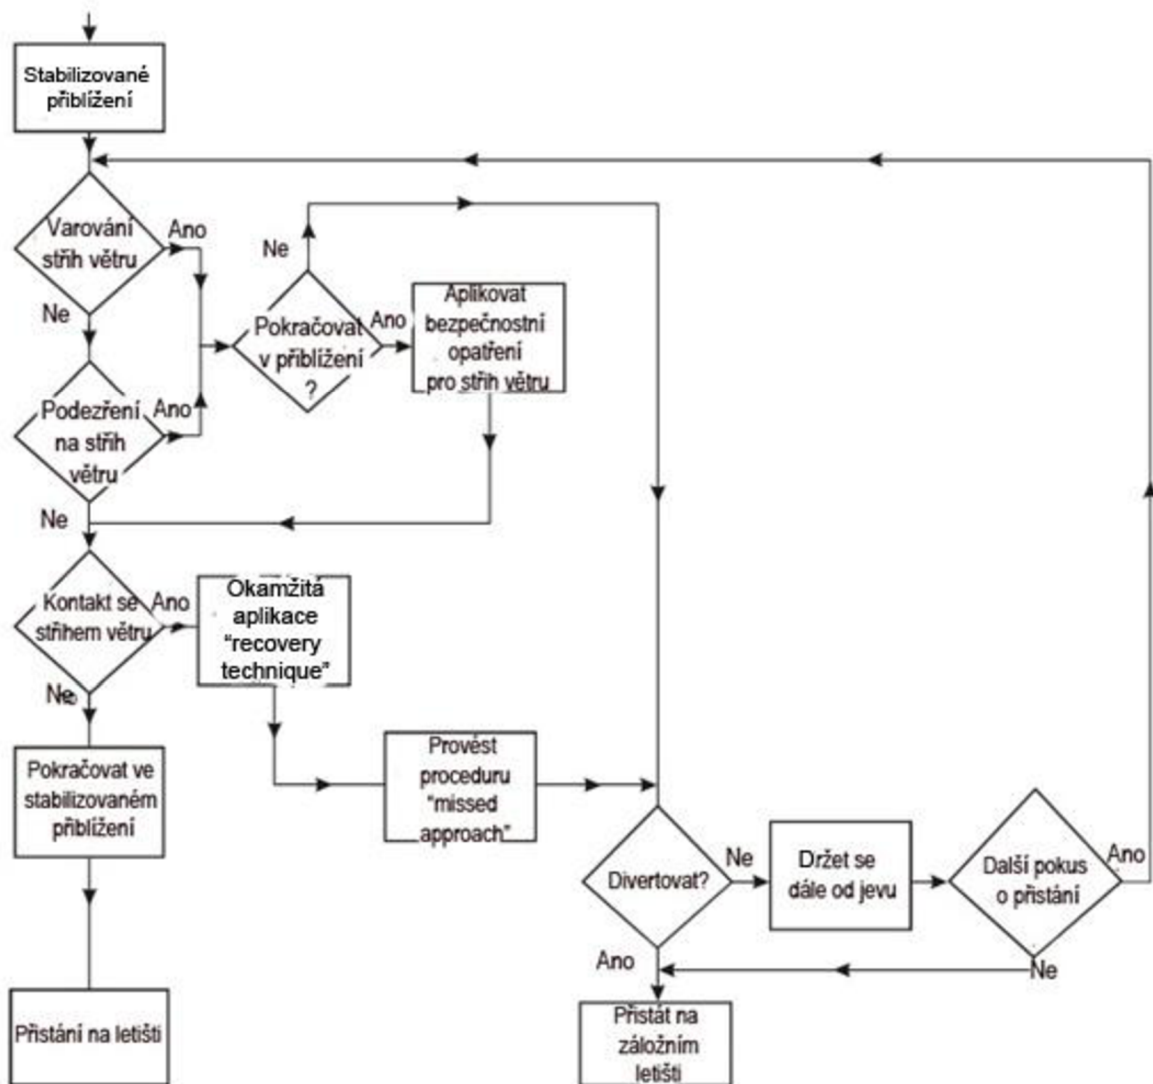 Stabilizované
přiblížení
Varování
střih větru
Ano
Ne
Ne
Pokračovat
v přiblížení
?
Ano
Aplikovat
bezpečnostní
opatření
pro střih větru
Podezření
na střih
větru
Ano
Ne
Kontakt se
střihem větru
Ano
Okamžitá
aplikace
“recovery
technique”
Ne
Pokračovat ve
stabilizovaném
přiblížení
Provést
proceduru
“missed
approach”
Divertovat?
Ne
Držet se
dále od jevu
Další pokus
o přistání
Ano
Ano
Ne
Přistání na letišti
Přistát na
záložním
letišti